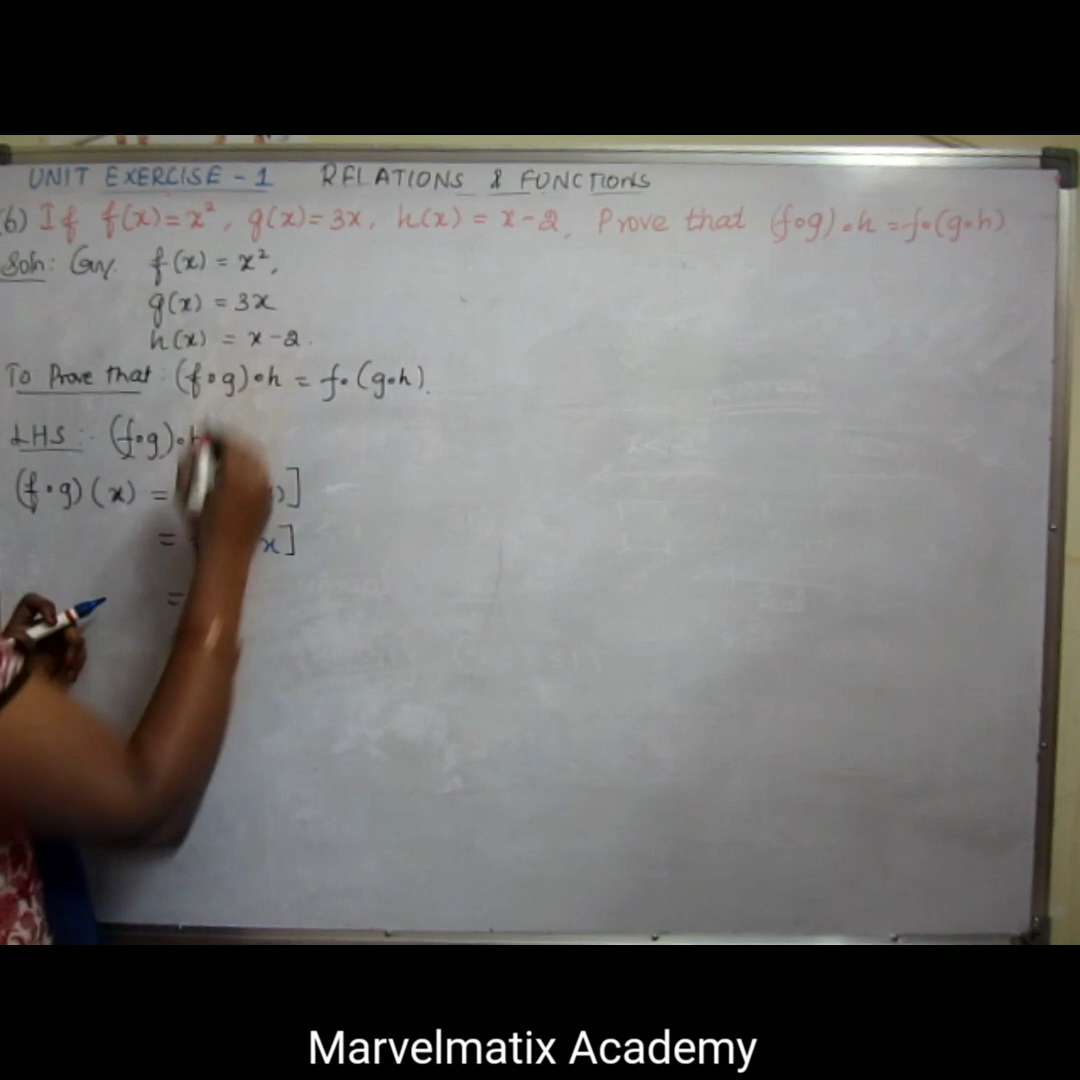 UNIT EXERCISE - 1 RELATIONS & FUNCTIONS
6) If f(x) = x², g(x) = 3x, h(x) = x - 2, Prove that (f∘g)∘h = f∘(g∘h)
Soln: Gn. f(x) = x²,
g(x) = 3x
h(x) = x - 2.
To Prove that: (f∘g)∘h = f∘(g∘h).
LHS: (f∘g)∘h
(f∘g)(x) = )]
= x]
=
Marvelmatix Academy